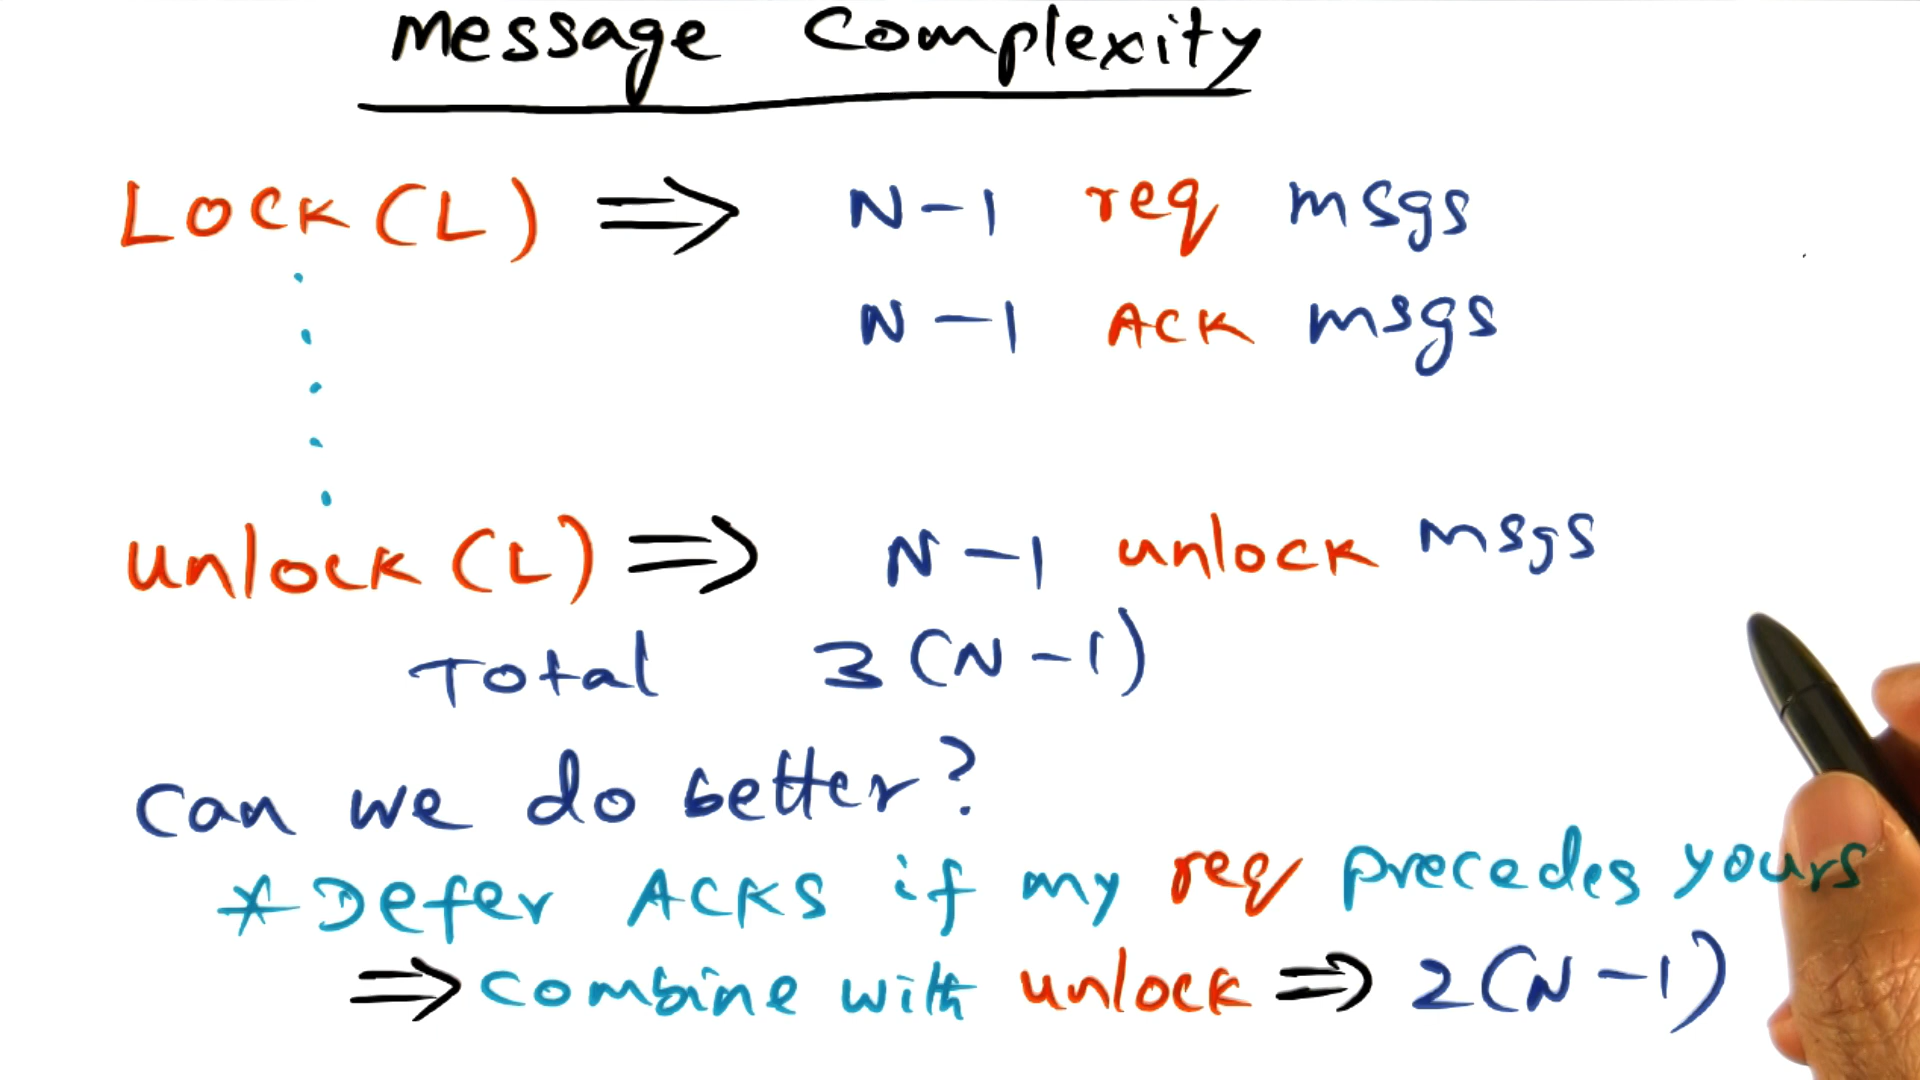 Message Complexity
LOCK (L) ⇒ N-1 req msgs
N-1 ACK msgs
unlock (L) ⇒ N-1 unlock msgs
Total 3(N-1)
can we do better?
* Defer ACKS if my req precedes yours
⇒ combine with unlock ⇒ 2(N-1)